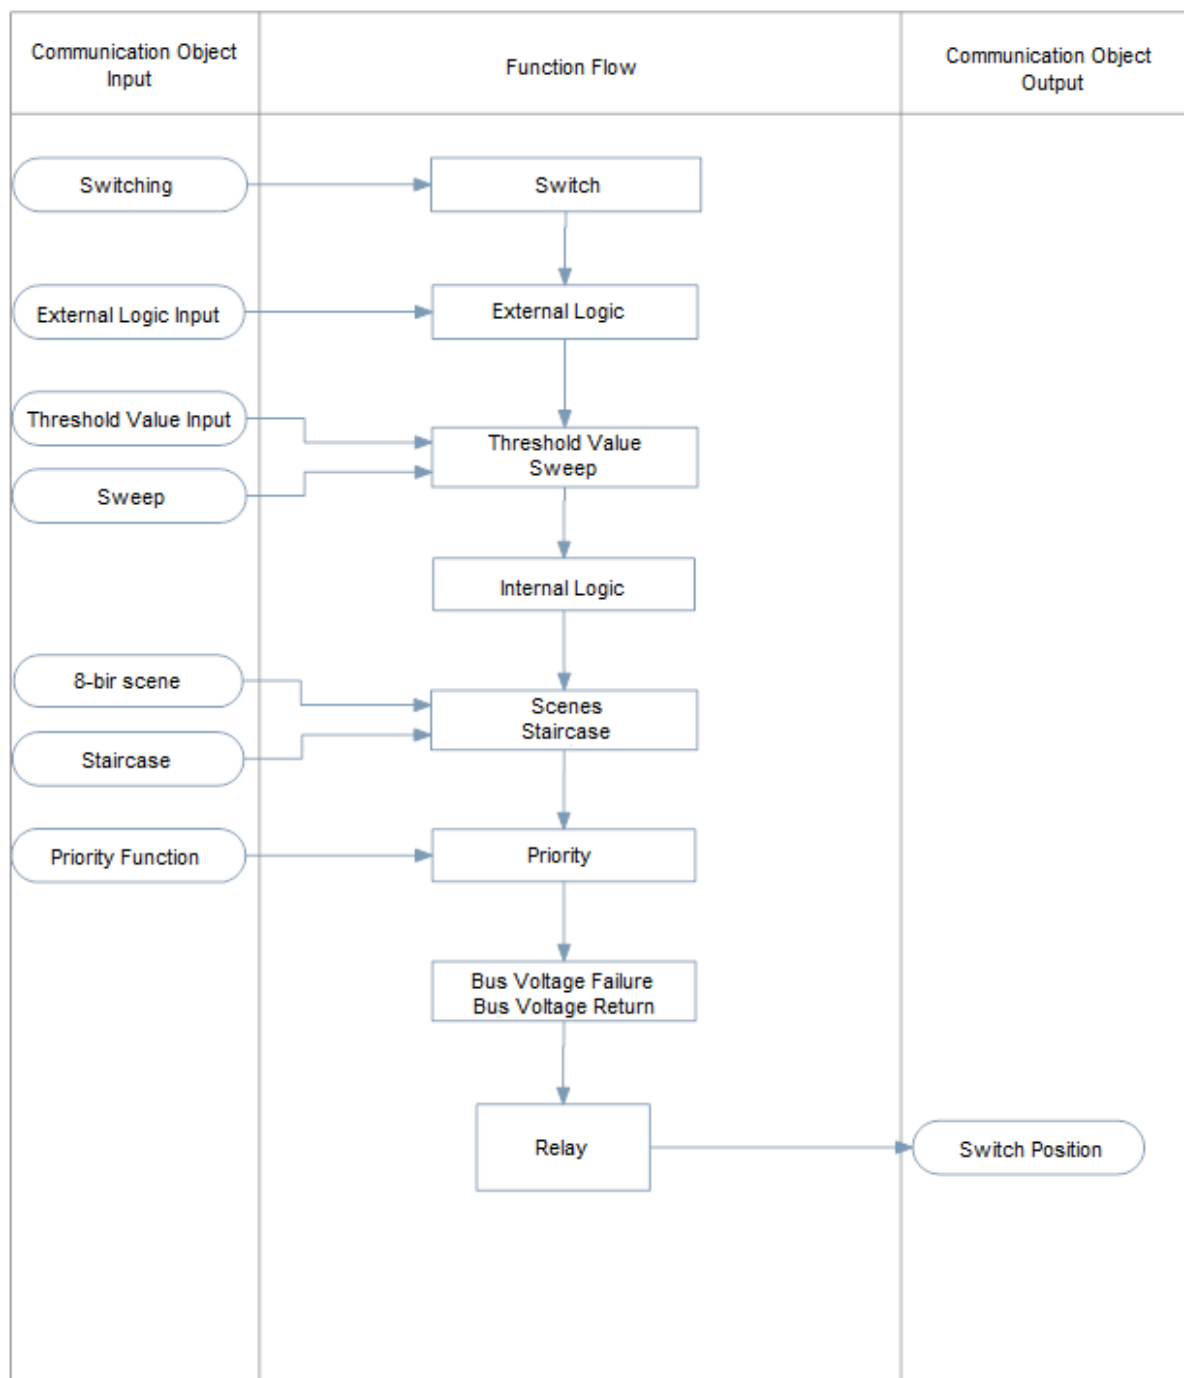 Communication Object
Input
Function Flow
Communication Object
Output
Switching
Switch
External Logic Input
External Logic
Threshold Value Input
Threshold Value
Sweep
Sweep
Internal Logic
8-bir scene
Scenes
Staircase
Staircase
Priority Function
Priority
Bus Voltage Failure
Bus Voltage Return
Relay
Switch Position